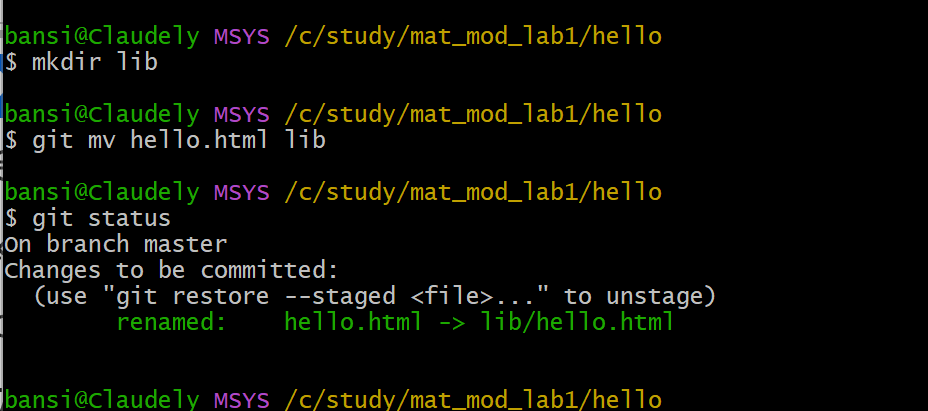 bansi@Claudely MSYS /c/study/mat_mod_lab1/hello
$ mkdir lib
bansi@Claudely MSYS /c/study/mat_mod_lab1/hello
$ git mv hello.html lib
bansi@Claudely MSYS /c/study/mat_mod_lab1/hello
$ git status
On branch master
Changes to be committed:
  (use "git restore --staged <file>..." to unstage)
        renamed:    hello.html -> lib/hello.html
bansi@Claudely MSYS /c/study/mat_mod_lab1/hello